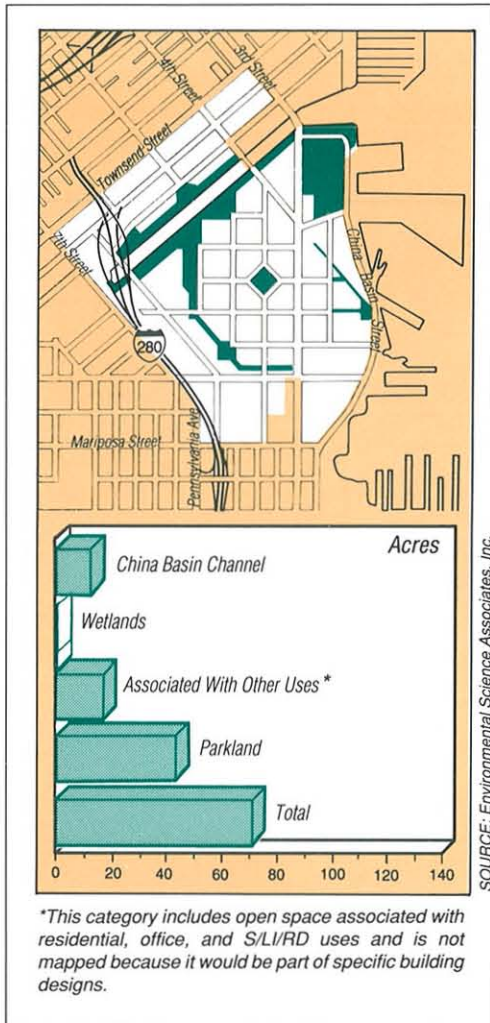 3rd Street
4th Street
Townsend Street
7th Street
China Basin Street
280
Mariposa Street
Pennsylvania Ave.
Acres
China Basin Channel
Wetlands
Associated With Other Uses *
Parkland
Total
0 20 40 60 80 100 120 140
SOURCE: Environmental Science Associates, Inc.
*This category includes open space associated with
residential, office, and S/LI/RD uses and is not
mapped because it would be part of specific building
designs.